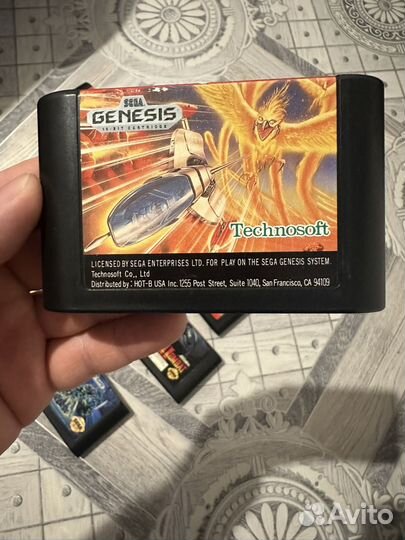 SEGA
GENESIS
16-BIT CARTRIDGE
Technosoft
LICENSED BY SEGA ENTERPRISES LTD. FOR PLAY ON THE SEGA GENESIS SYSTEM.
Technosoft Co., Ltd
Distributed by: HOT-B USA Inc. 1255 Post Street, Suite 1040, San Francisco, CA 94109
Avito